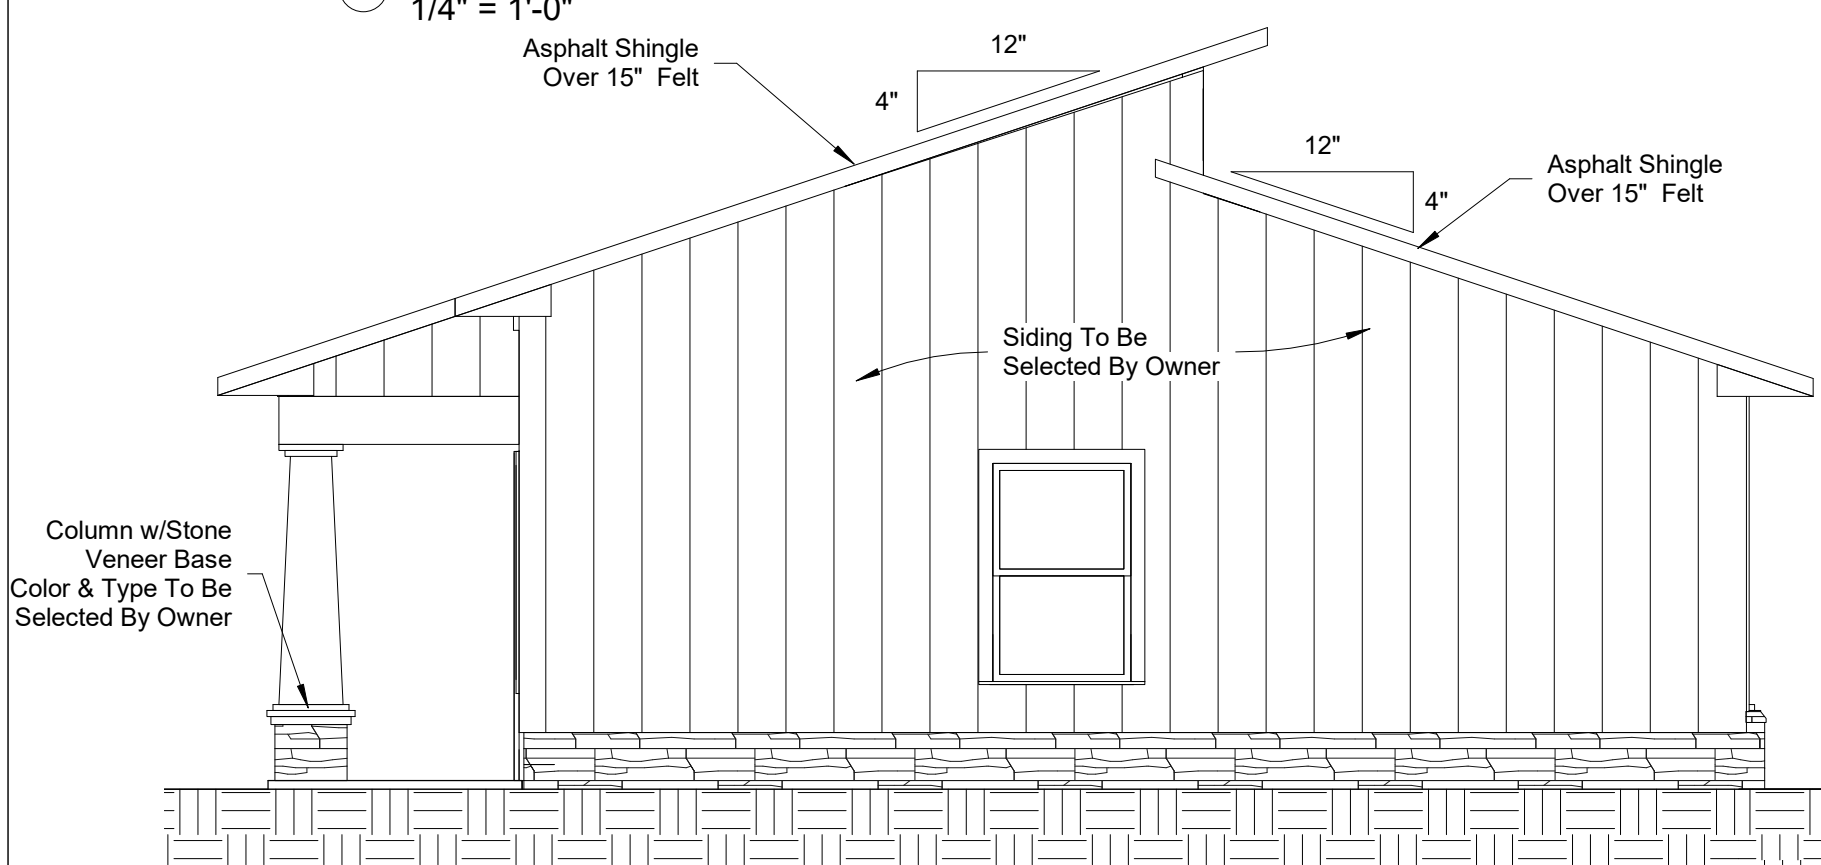 1/4" = 1'-0"
Asphalt Shingle
Over 15"  Felt
12"
4"
12"
4"
Asphalt Shingle
Over 15"  Felt
Siding To Be
Selected By Owner
Column w/Stone
Veneer Base
Color & Type To Be
Selected By Owner